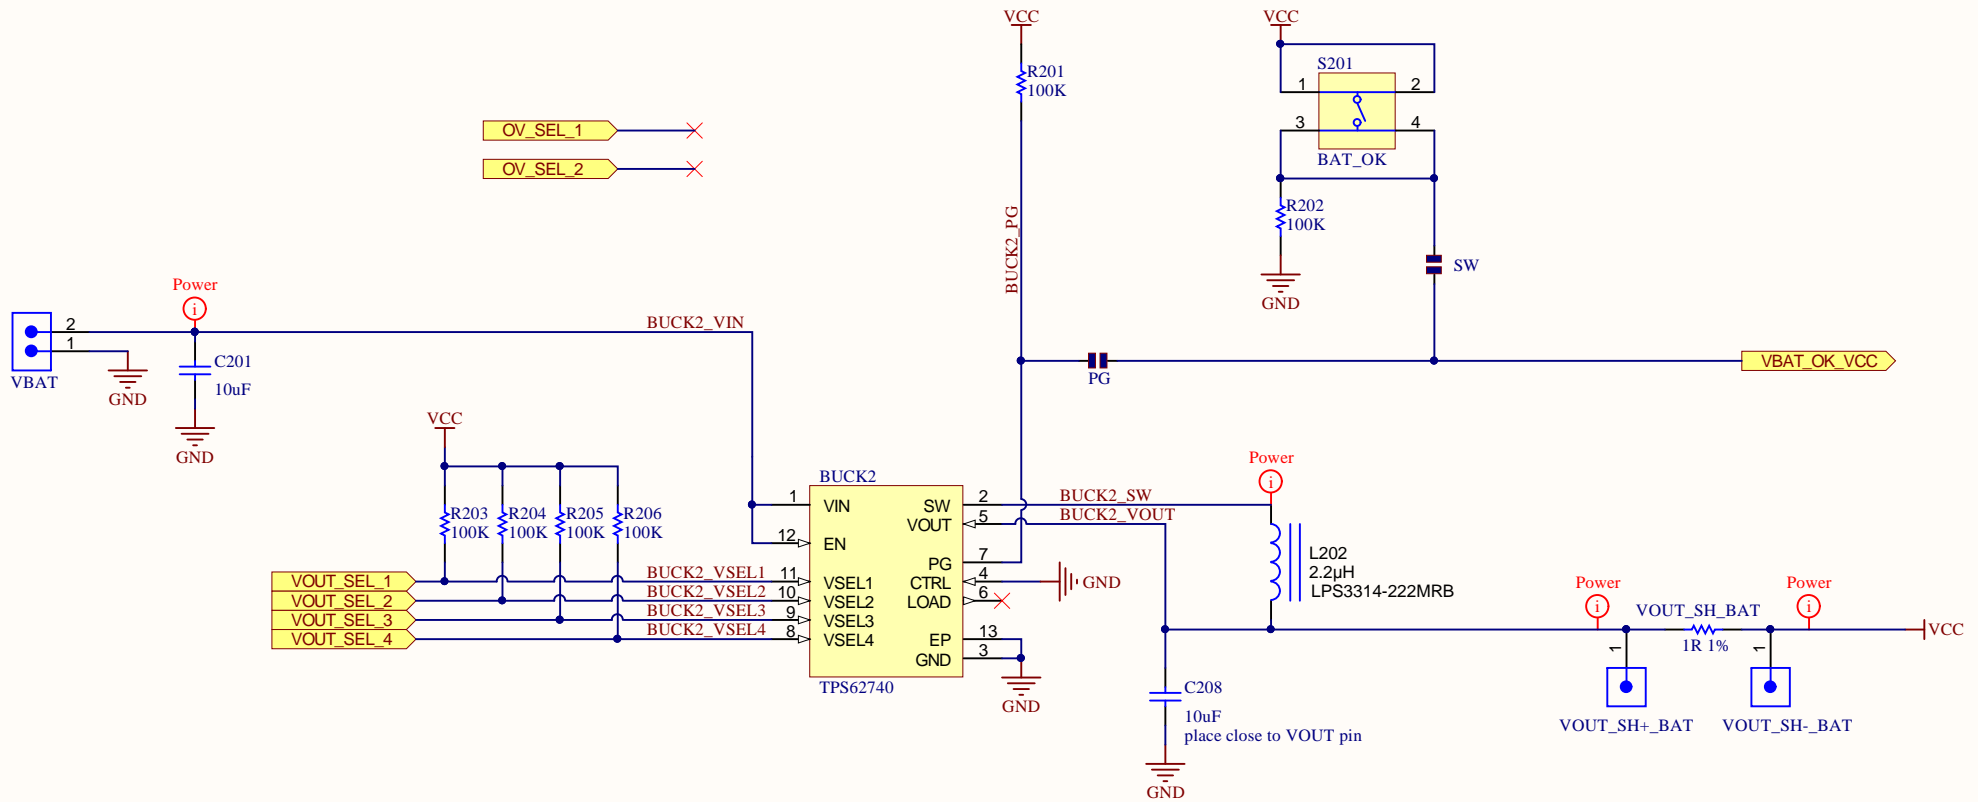 VCC
R201
100K
VCC
S201
1
2
3
4
BAT_OK
OV_SEL_1
OV_SEL_2
BUCK2_PG
R202
100K
GND
SW
Power
i
2
1
VBAT
GND
C201
10uF
GND
BUCK2_VIN
PG
VBAT_OK_VCC
VCC
R203
100K
R204
100K
R205
100K
R206
100K
VOUT_SEL_1
VOUT_SEL_2
VOUT_SEL_3
VOUT_SEL_4
BUCK2_VSEL1
BUCK2_VSEL2
BUCK2_VSEL3
BUCK2_VSEL4
BUCK2
1
12
11
10
9
8
VIN
EN
VSEL1
VSEL2
VSEL3
VSEL4
SW
VOUT
PG
CTRL
LOAD
EP
GND
2
5
7
4
6
13
3
TPS62740
BUCK2_SW
BUCK2_VOUT
GND
GND
Power
i
L202
2.2µH
LPS3314-222MRB
C208
10uF
place close to VOUT pin
GND
Power
i
VOUT_SH_BAT
1R 1%
Power
i
VCC
1
VOUT_SH+_BAT
1
VOUT_SH-_BAT